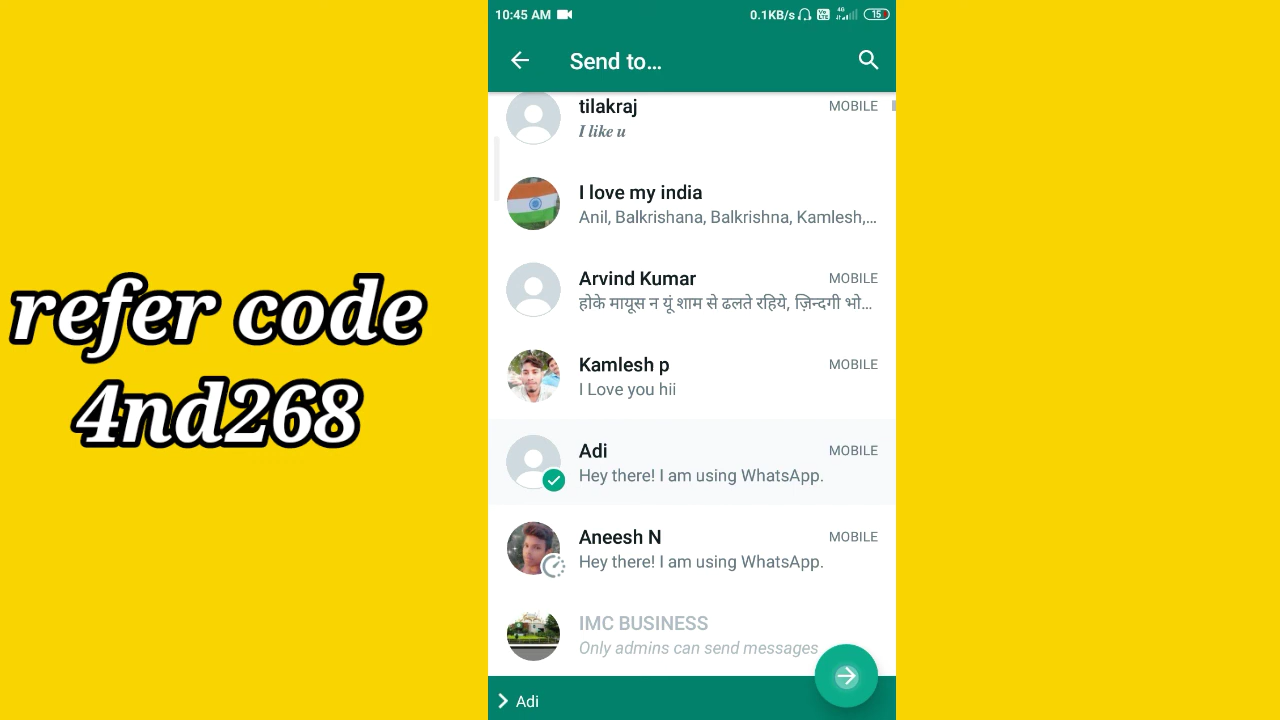 10:45 AM
0.1KB/s
4G
15
Send to...
tilakraj
MOBILE
I like u
I love my india
Anil, Balkrishana, Balkrishna, Kamlesh,...
Arvind Kumar
MOBILE
होके मायूस न यूं शाम से ढलते रहिये, ज़िन्दगी भो...
Kamlesh p
MOBILE
I Love you hii
Adi
MOBILE
Hey there! I am using WhatsApp.
Aneesh N
MOBILE
Hey there! I am using WhatsApp.
IMC BUSINESS
Only admins can send messages
Adi
refer code
4nd268